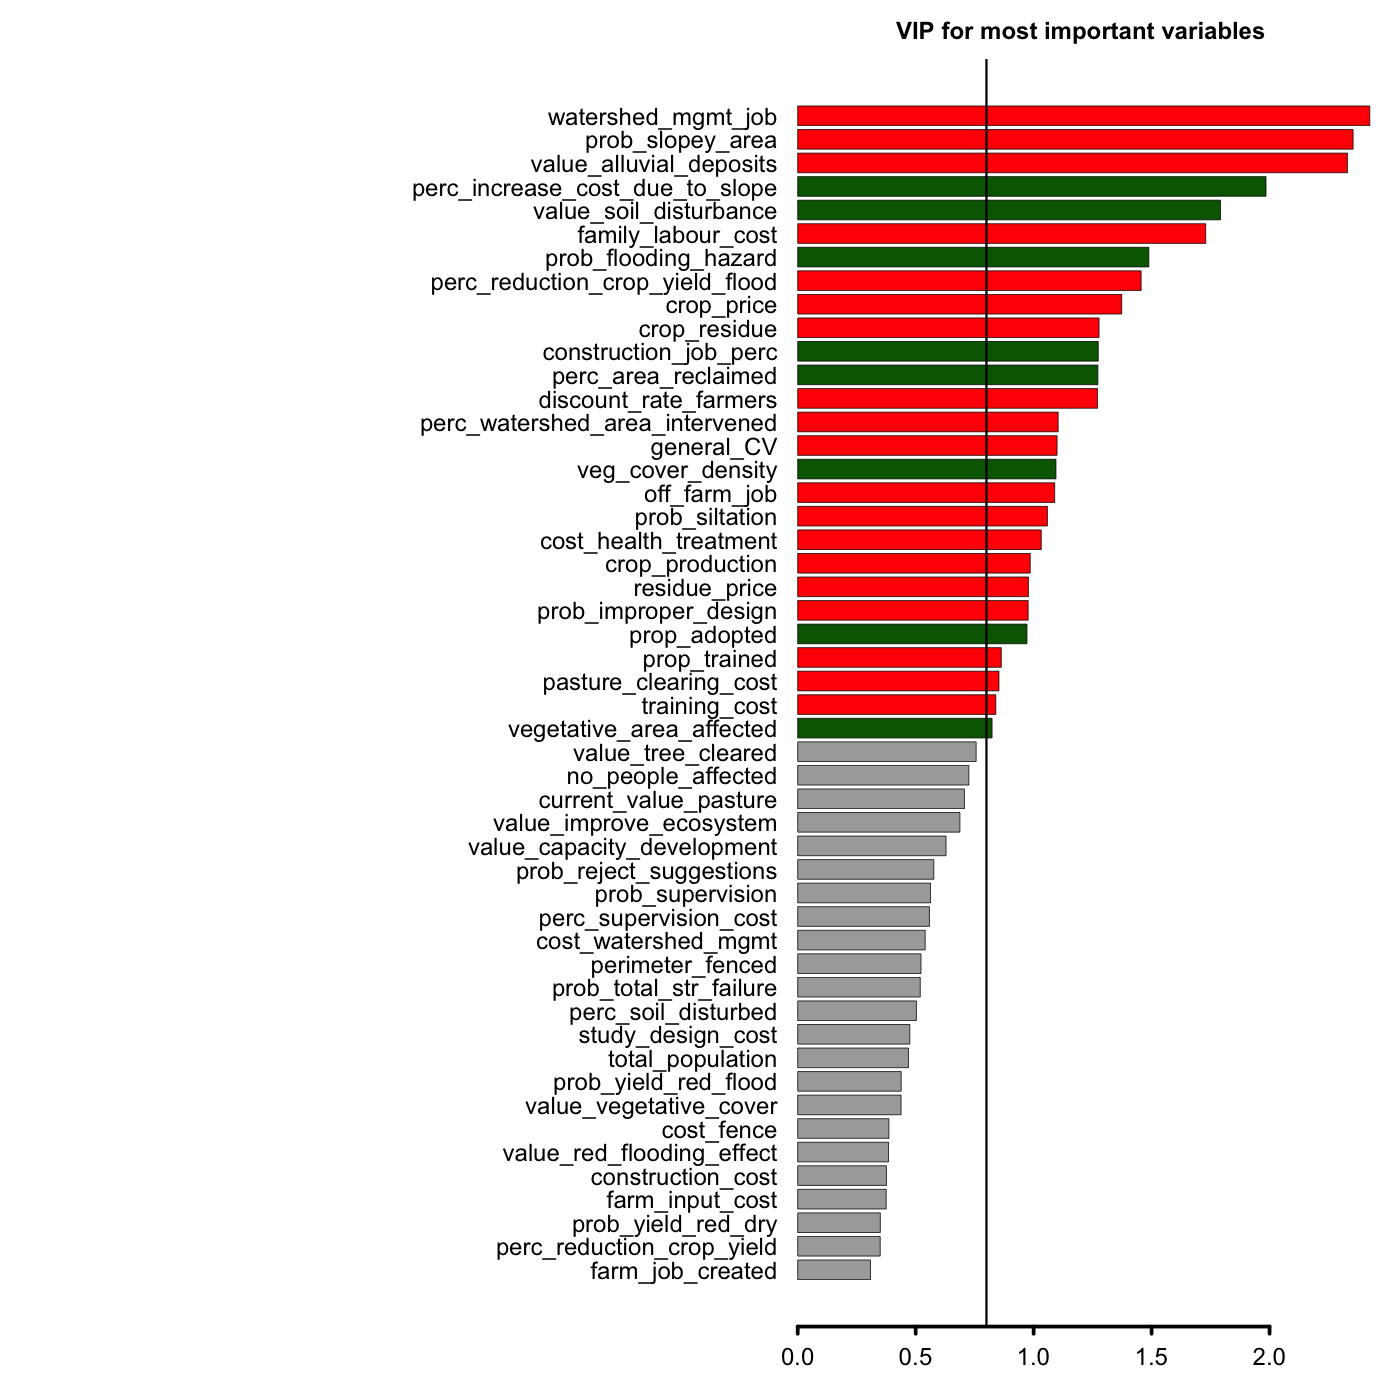 VIP for most important variables
watershed_mgmt_job
prob_slopey_area
value_alluvial_deposits
perc_increase_cost_due_to_slope
value_soil_disturbance
family_labour_cost
prob_flooding_hazard
perc_reduction_crop_yield_flood
crop_price
crop_residue
construction_job_perc
perc_area_reclaimed
discount_rate_farmers
perc_watershed_area_intervened
general_CV
veg_cover_density
off_farm_job
prob_siltation
cost_health_treatment
crop_production
residue_price
prob_improper_design
prop_adopted
prop_trained
pasture_clearing_cost
training_cost
vegetative_area_affected
value_tree_cleared
no_people_affected
current_value_pasture
value_improve_ecosystem
value_capacity_development
prob_reject_suggestions
prob_supervision
perc_supervision_cost
cost_watershed_mgmt
perimeter_fenced
prob_total_str_failure
perc_soil_disturbed
study_design_cost
total_population
prob_yield_red_flood
value_vegetative_cover
cost_fence
value_red_flooding_effect
construction_cost
farm_input_cost
prob_yield_red_dry
perc_reduction_crop_yield
farm_job_created
0.0 0.5 1.0 1.5 2.0